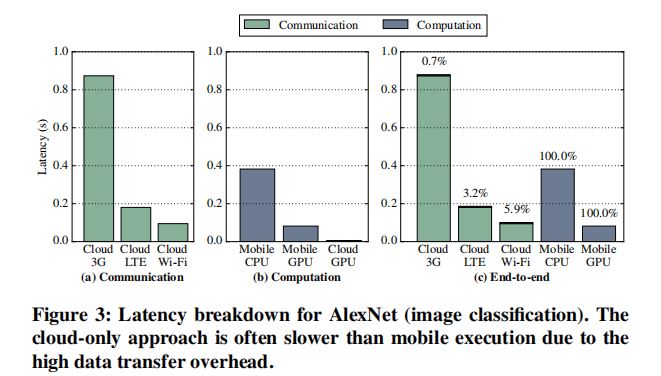 Communication
Computation
Latency (s)
1.0
0.8
0.6
0.4
0.2
0.0
Cloud 3G
Cloud LTE
Cloud Wi-Fi
(a) Communication
1.0
0.8
0.6
0.4
0.2
0.0
Mobile CPU
Mobile GPU
Cloud GPU
(b) Computation
1.0
0.8
0.6
0.4
0.2
0.0
0.7%
3.2%
5.9%
100.0%
100.0%
Cloud 3G
Cloud LTE
Cloud Wi-Fi
Mobile CPU
Mobile GPU
(c) End-to-end
Figure 3: Latency breakdown for AlexNet (image classification). The
cloud-only approach is often slower than mobile execution due to the
high data transfer overhead.